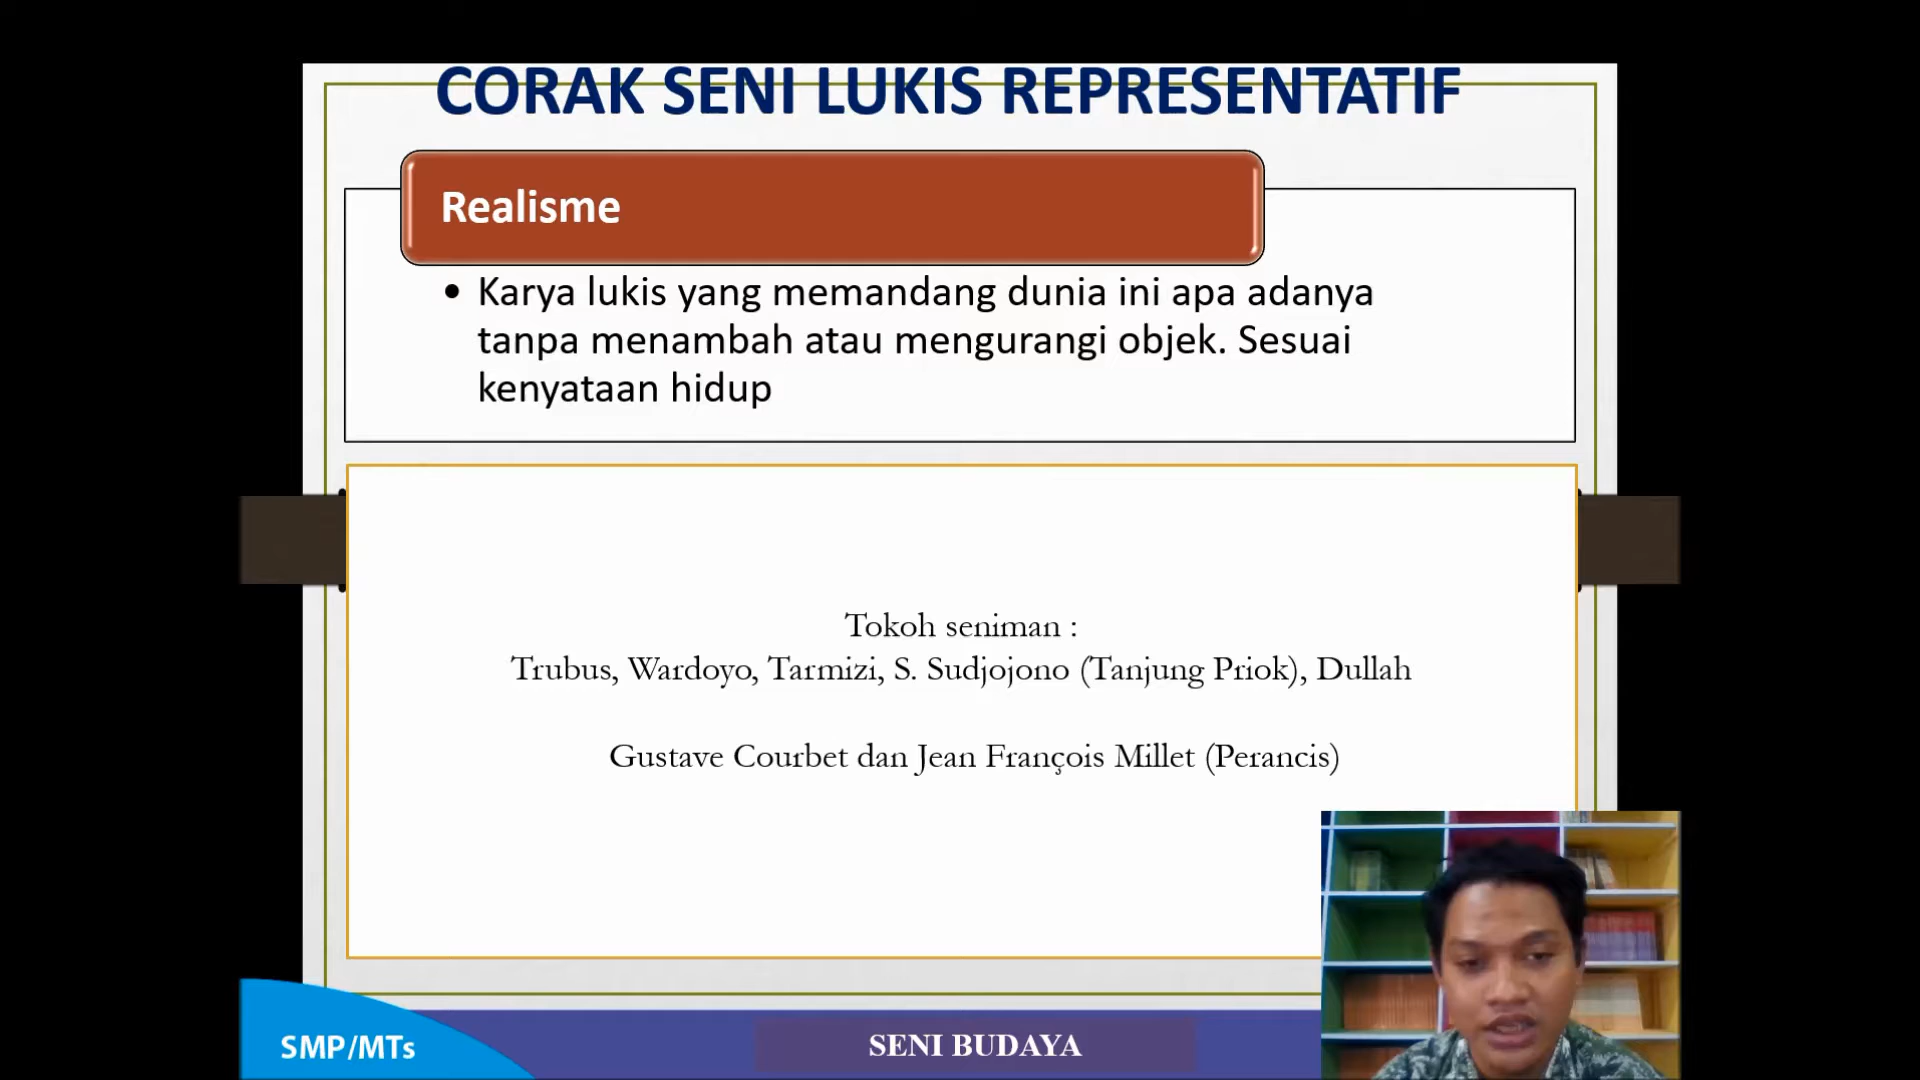 CORAK SENI LUKIS REPRESENTATIF
Realisme
• Karya lukis yang memandang dunia ini apa adanya
tanpa menambah atau mengurangi objek. Sesuai
kenyataan hidup
Tokoh seniman :
Trubus, Wardoyo, Tarmizi, S. Sudjojono (Tanjung Priok), Dullah
Gustave Courbet dan Jean François Millet (Perancis)
SMP/MTs
SENI BUDAYA